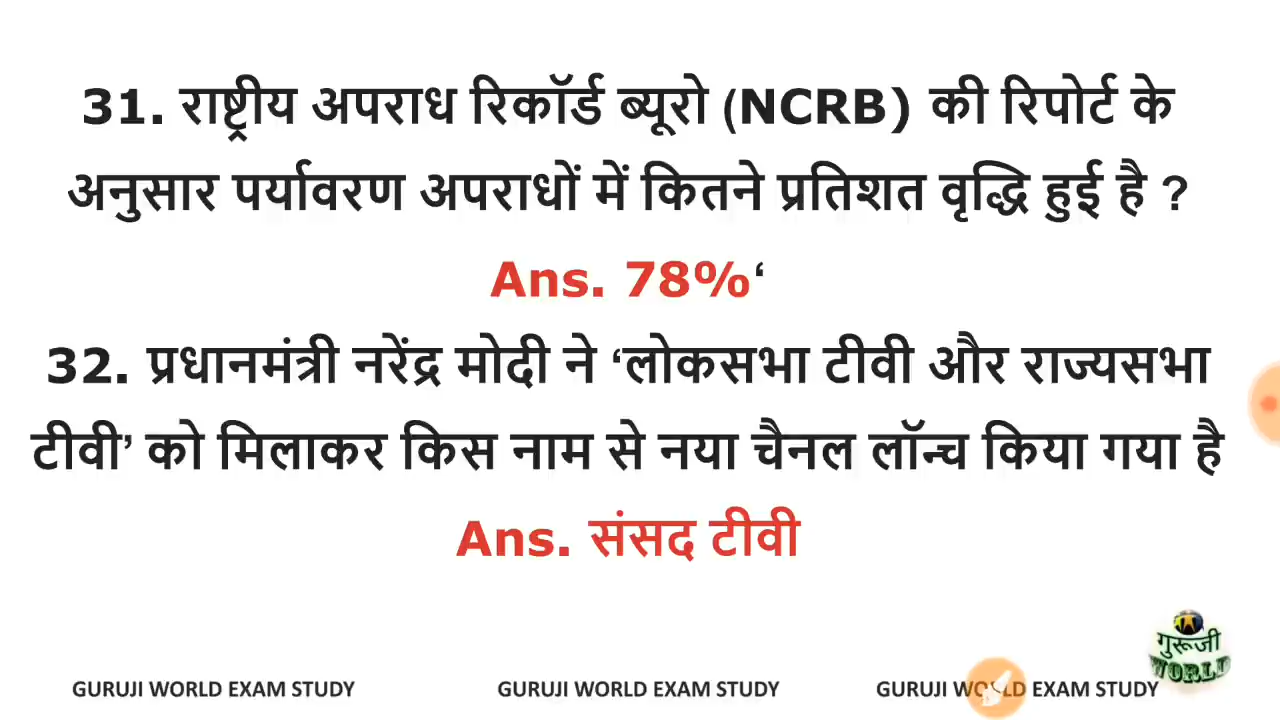 31. राष्ट्रीय अपराध रिकॉर्ड ब्यूरो (NCRB) की रिपोर्ट के
अनुसार पर्यावरण अपराधों में कितने प्रतिशत वृद्धि हुई है ?
Ans. 78%‘
32. प्रधानमंत्री नरेंद्र मोदी ने ‘लोकसभा टीवी और राज्यसभा
टीवी’ को मिलाकर किस नाम से नया चैनल लॉन्च किया गया है
Ans. संसद टीवी
गुरूजी
WORLD
GURUJI WORLD EXAM STUDY GURUJI WORLD EXAM STUDY GURUJI WORLD EXAM STUDY